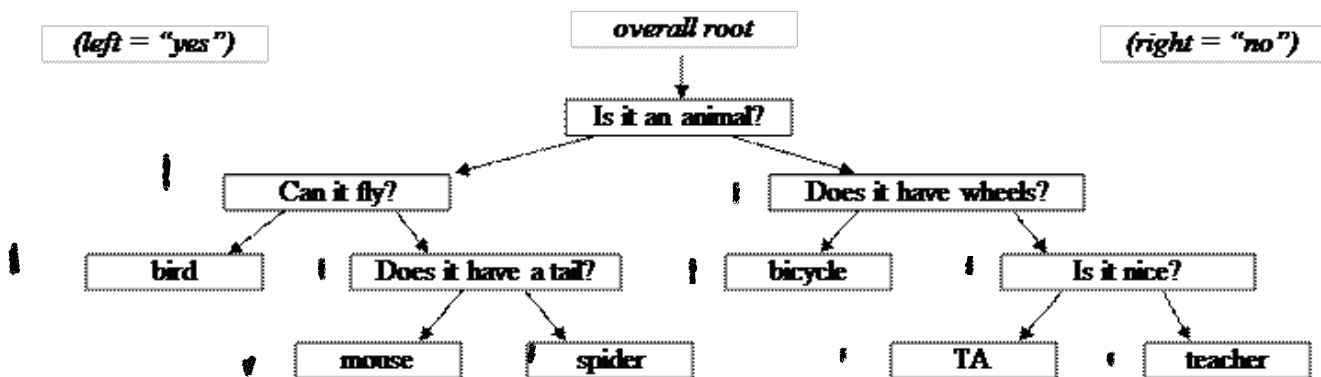 (left = “yes”)
overall root
(right = “no”)
Is it an animal?
Can it fly?
Does it have wheels?
bird
Does it have a tail?
bicycle
Is it nice?
mouse
spider
TA
teacher